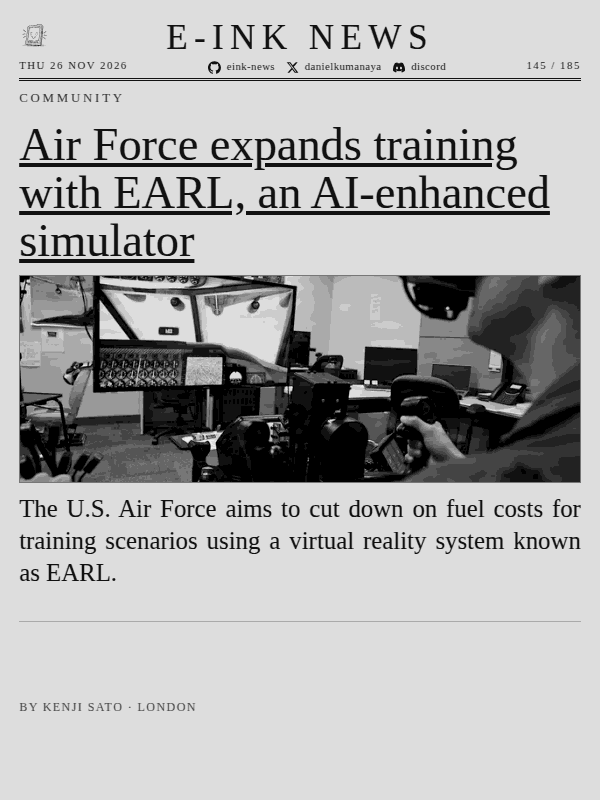 E-INK NEWS
THU 26 NOV 2026
eink-news danielkumanaya discord
145 / 185
COMMUNITY
Air Force expands training
with EARL, an AI-enhanced
simulator
The U.S. Air Force aims to cut down on fuel costs for
training scenarios using a virtual reality system known
as EARL.
BY KENJI SATO · LONDON